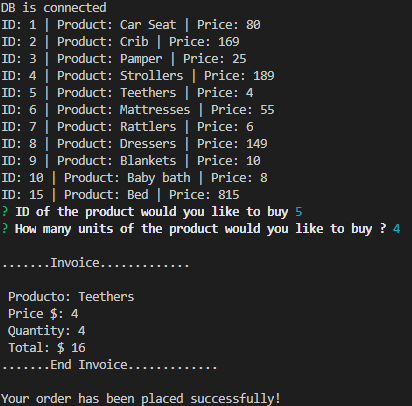 DB is connected
ID: 1 | Product: Car Seat | Price: 80
ID: 2 | Product: Crib | Price: 169
ID: 3 | Product: Pamper | Price: 25
ID: 4 | Product: Strollers | Price: 189
ID: 5 | Product: Teethers | Price: 4
ID: 6 | Product: Mattresses | Price: 55
ID: 7 | Product: Rattlers | Price: 6
ID: 8 | Product: Dressers | Price: 149
ID: 9 | Product: Blankets | Price: 10
ID: 10 | Product: Baby bath | Price: 8
ID: 15 | Product: Bed | Price: 815
? ID of the product would you like to buy 5
? How many units of the product would you like to buy ? 4
.......Invoice.............
Producto: Teethers
Price $: 4
Quantity: 4
Total: $ 16
.......End Invoice.............
Your order has been placed successfully!